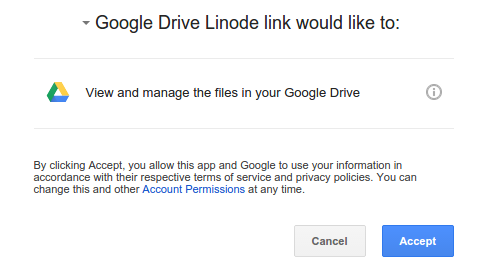 Google Drive Linode link would like to:
View and manage the files in your Google Drive
By clicking Accept, you allow this app and Google to use your information in
accordance with their respective terms of service and privacy policies. You can
change this and other Account Permissions at any time.
Cancel
Accept